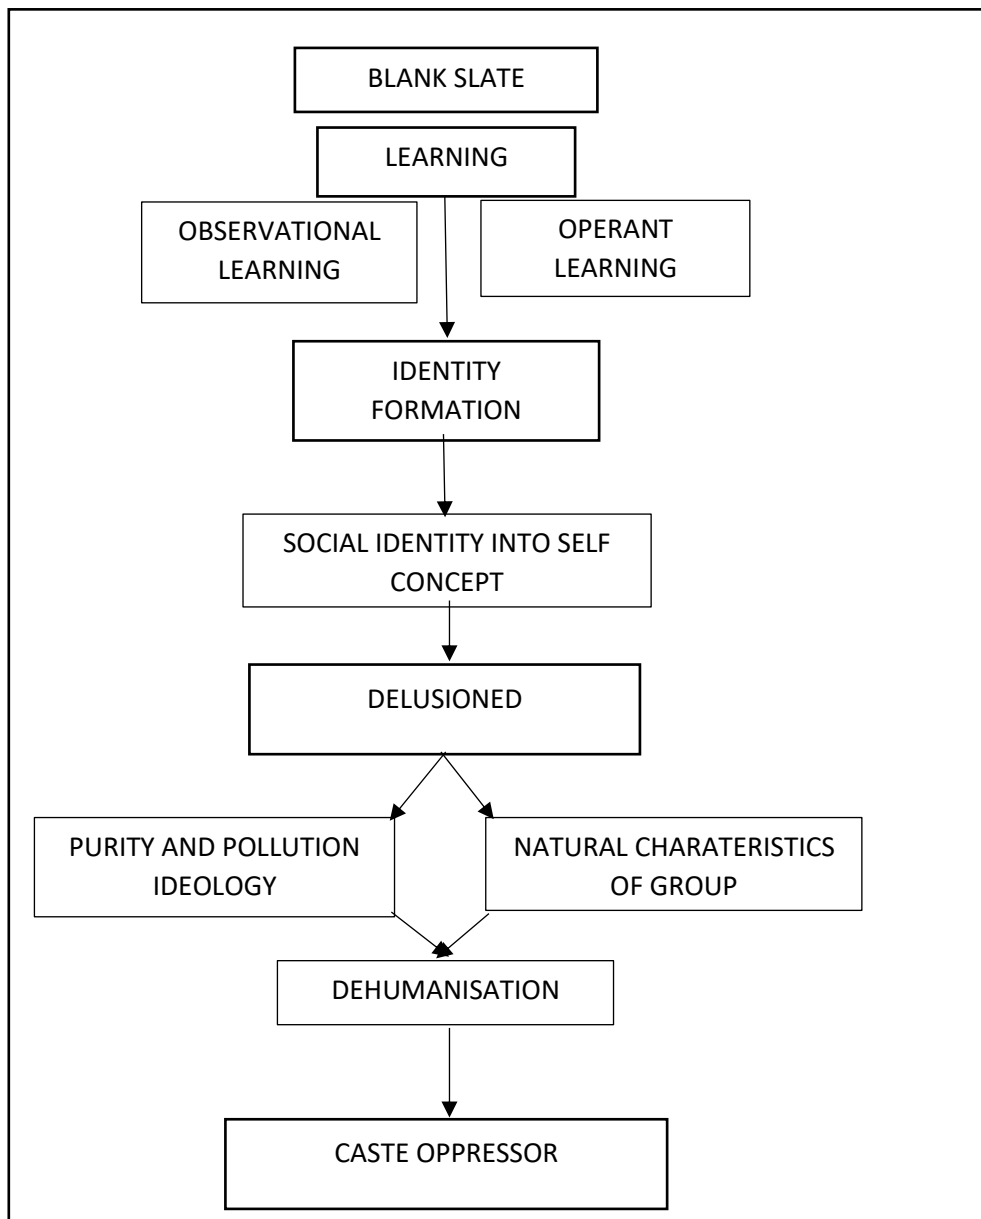 BLANK SLATE
LEARNING
OBSERVATIONAL
LEARNING
OPERANT
LEARNING
IDENTITY
FORMATION
SOCIAL IDENTITY INTO SELF
CONCEPT
DELUSIONED
PURITY AND POLLUTION
IDEOLOGY
NATURAL CHARATERISTICS
OF GROUP
DEHUMANISATION
CASTE OPPRESSOR